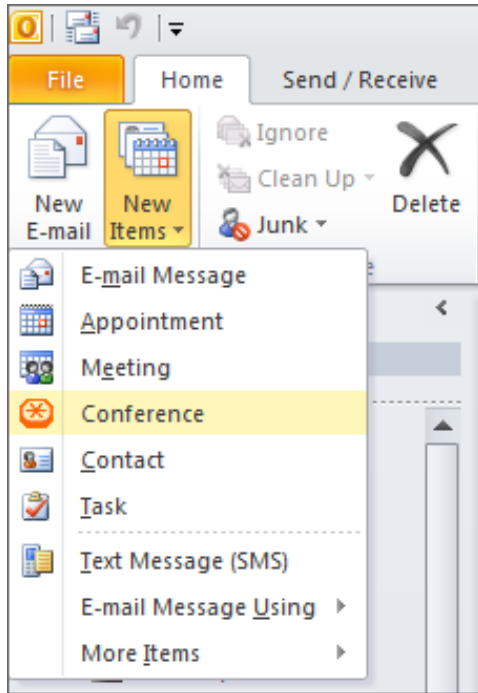 File Home Send / Receive
Ignore
Clean Up
New New Delete
E-mail Items Junk
E-mail Message
Appointment
Meeting
Conference
Contact
Task
Text Message (SMS)
E-mail Message Using
More Items